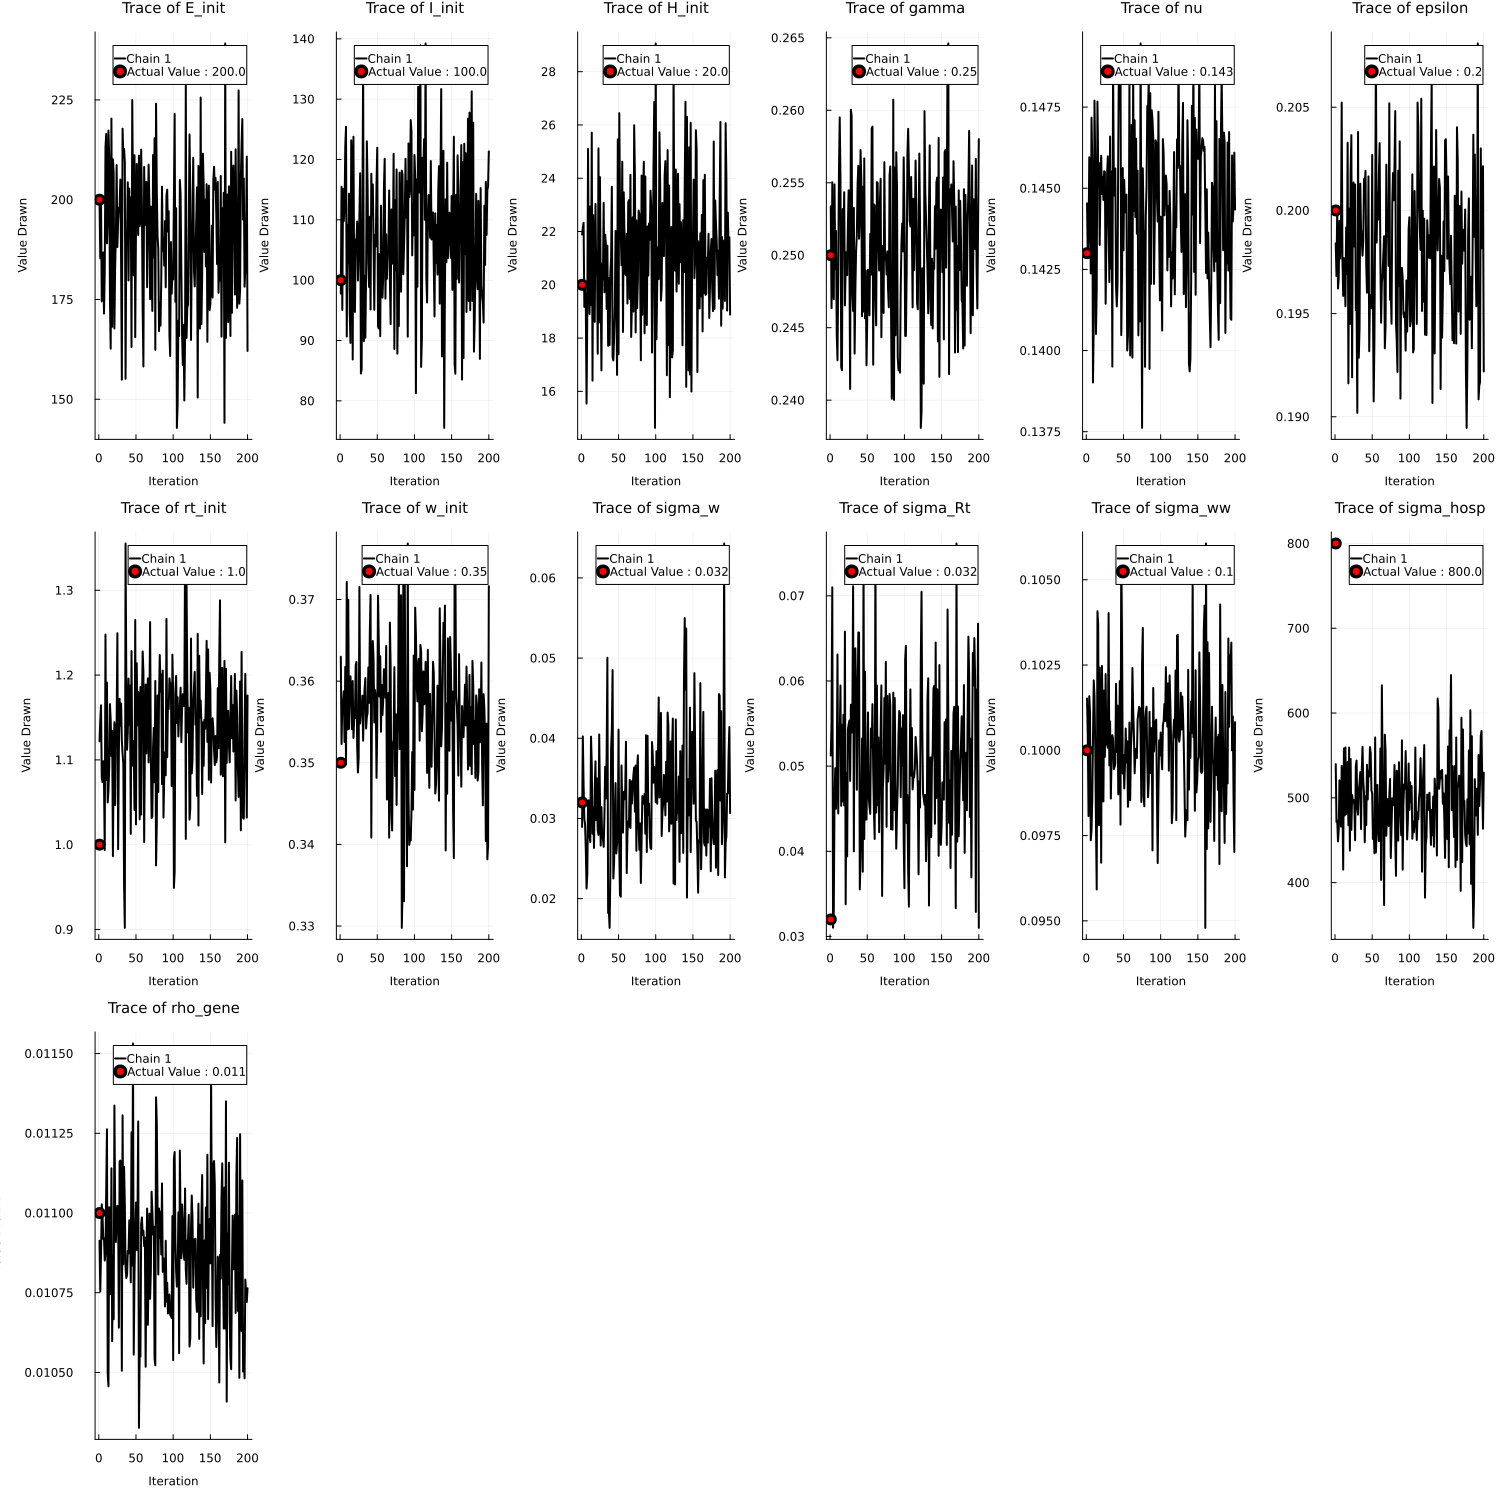 Trace of E_init
Chain 1
Actual Value : 200.0
225
200
175
150
0 50 100 150 200
Iteration
Value Drawn
Trace of I_init
Chain 1
Actual Value : 100.0
140
130
120
110
100
90
80
0 50 100 150 200
Iteration
Value Drawn
Trace of H_init
Chain 1
Actual Value : 20.0
28
26
24
22
20
18
16
0 50 100 150 200
Iteration
Value Drawn
Trace of gamma
Chain 1
Actual Value : 0.25
0.265
0.260
0.255
0.250
0.245
0.240
0 50 100 150 200
Iteration
Value Drawn
Trace of nu
Chain 1
Actual Value : 0.143
0.1475
0.1450
0.1425
0.1400
0.1375
0 50 100 150 200
Iteration
Value Drawn
Trace of epsilon
Chain 1
Actual Value : 0.2
0.205
0.200
0.195
0.190
0 50 100 150 200
Iteration
Value Drawn
Trace of rt_init
Chain 1
Actual Value : 1.0
1.3
1.2
1.1
1.0
0.9
0 50 100 150 200
Iteration
Value Drawn
Trace of w_init
Chain 1
Actual Value : 0.35
0.37
0.36
0.35
0.34
0.33
0 50 100 150 200
Iteration
Value Drawn
Trace of sigma_w
Chain 1
Actual Value : 0.032
0.06
0.05
0.04
0.03
0.02
0 50 100 150 200
Iteration
Value Drawn
Trace of sigma_Rt
Chain 1
Actual Value : 0.032
0.07
0.06
0.05
0.04
0.03
0 50 100 150 200
Iteration
Value Drawn
Trace of sigma_ww
Chain 1
Actual Value : 0.1
0.1050
0.1025
0.1000
0.0975
0.0950
0 50 100 150 200
Iteration
Value Drawn
Trace of sigma_hosp
Chain 1
Actual Value : 800.0
800
700
600
500
400
0 50 100 150 200
Iteration
Value Drawn
Trace of rho_gene
Chain 1
Actual Value : 0.011
0.01150
0.01125
0.01100
0.01075
0.01050
0 50 100 150 200
Iteration